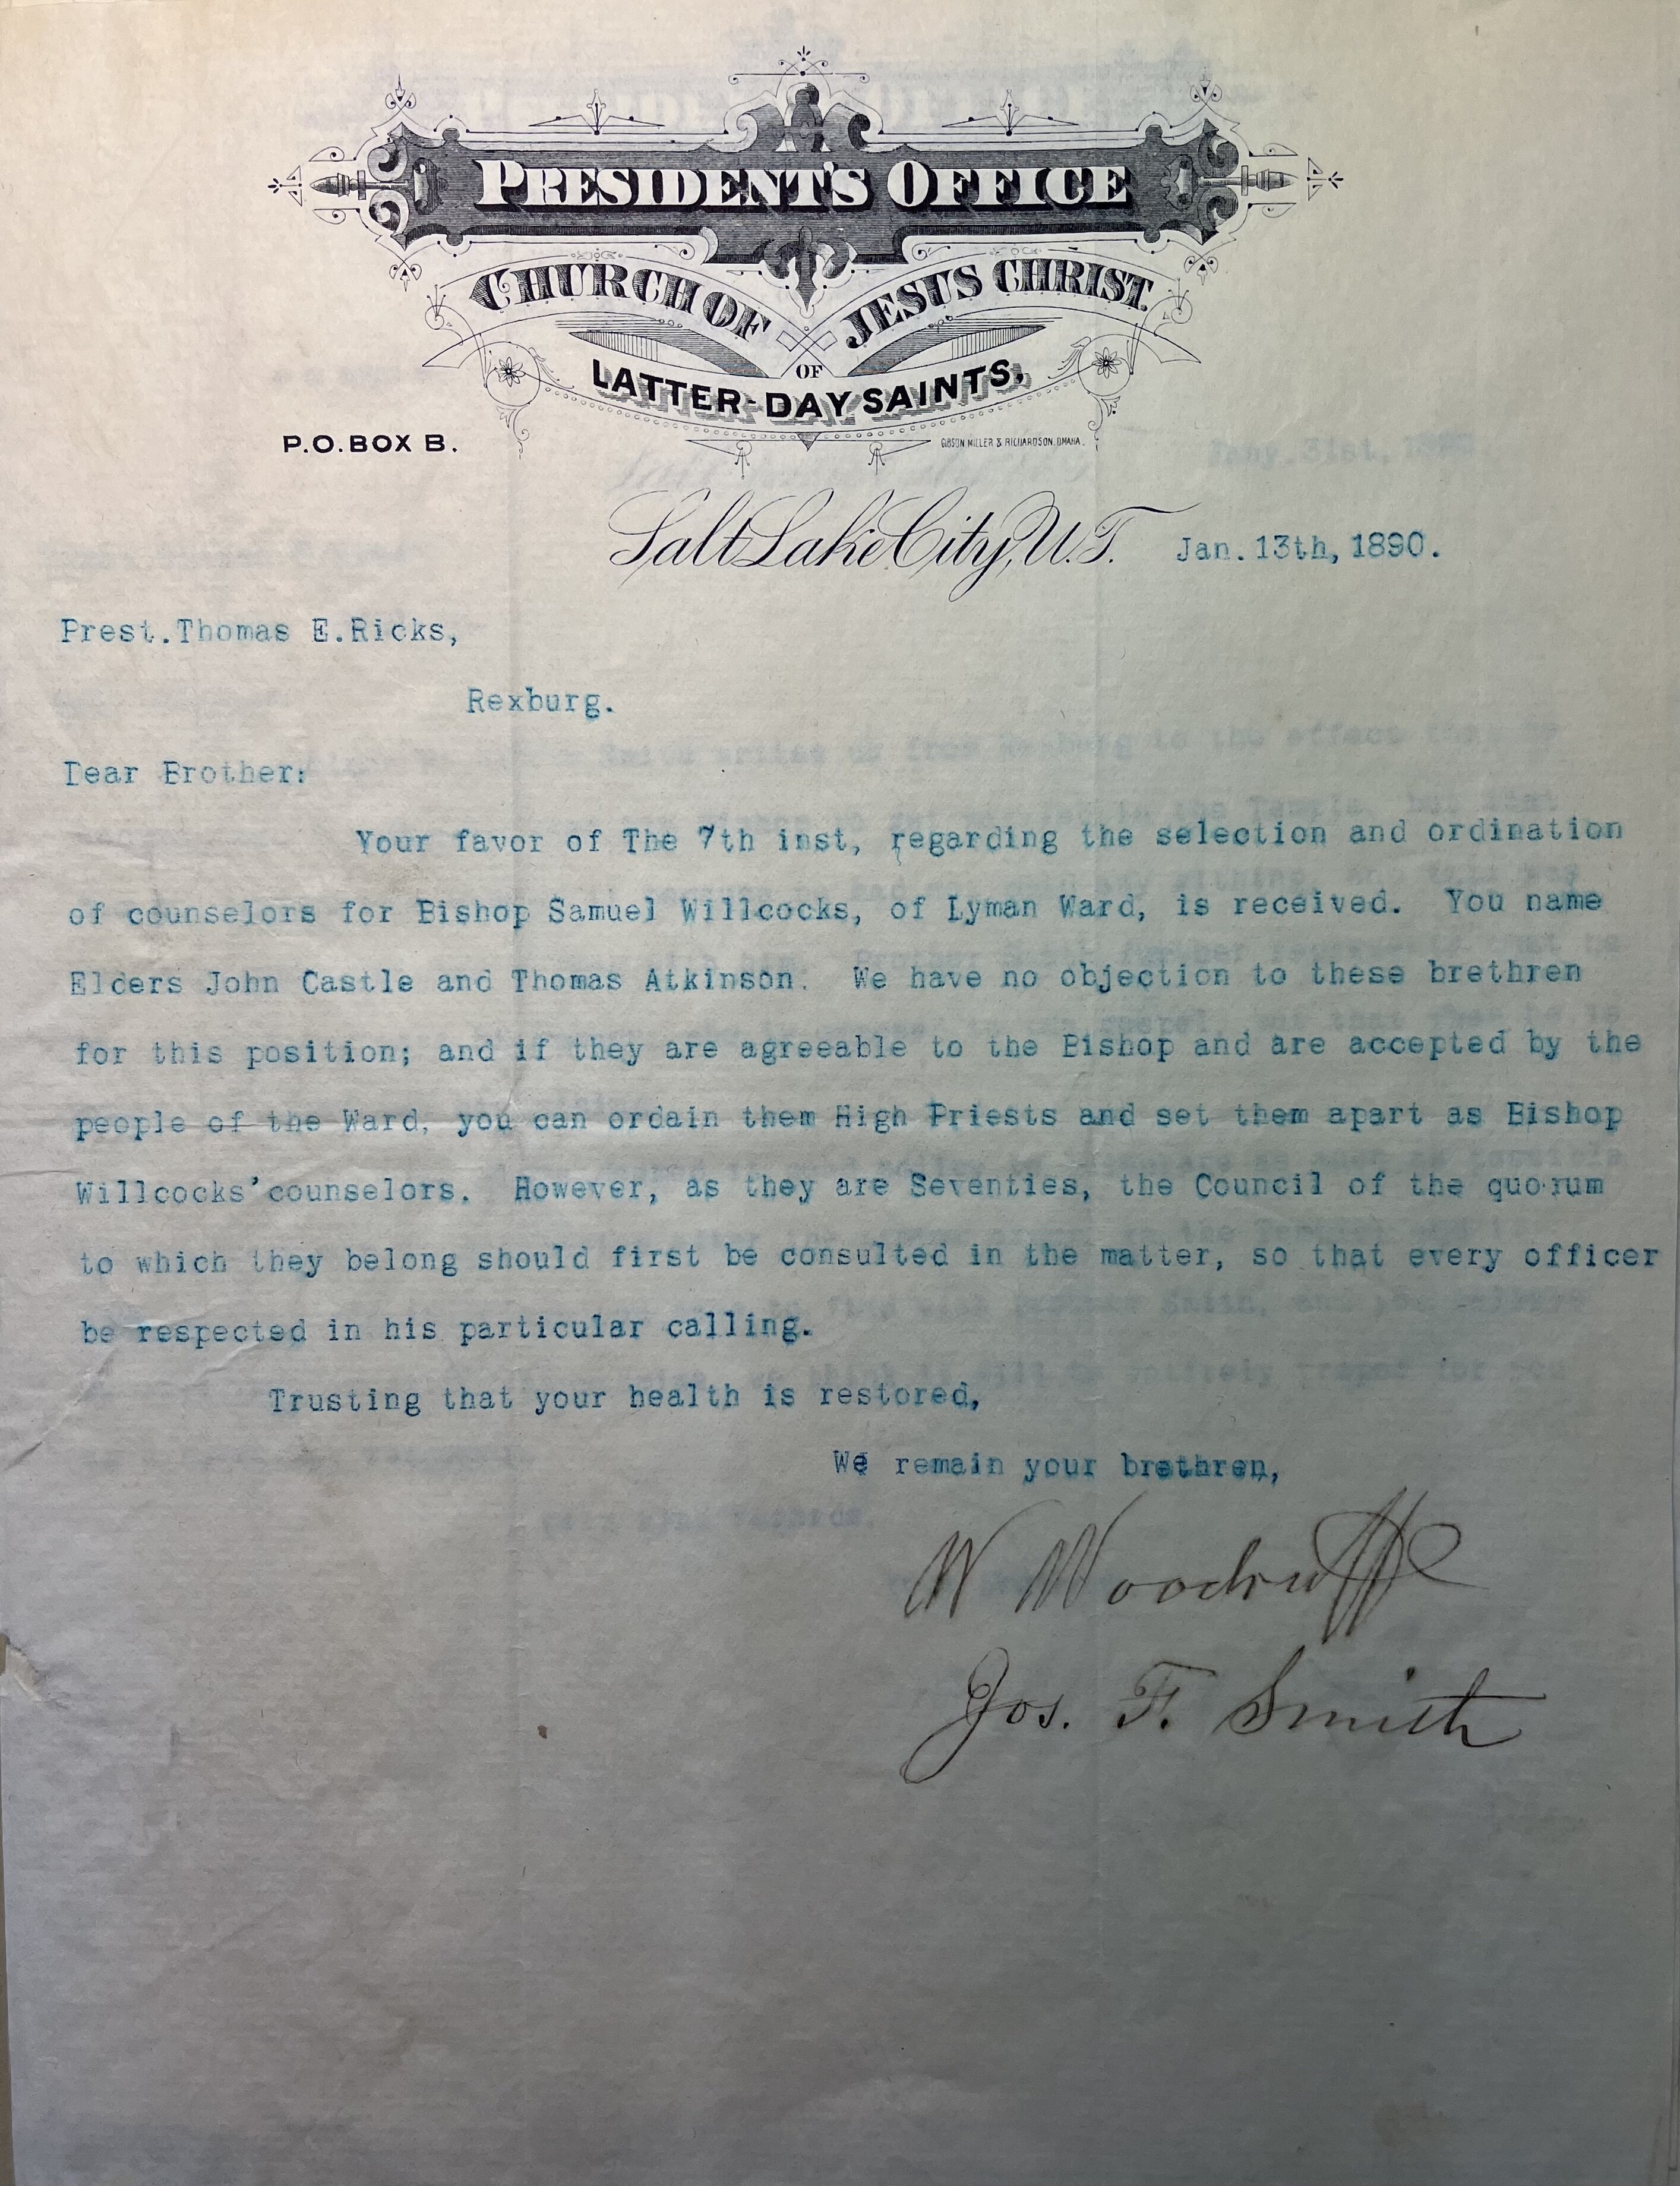 PRESIDENT'S OFFICE
CHURCH OF JESUS CHRIST
OF
LATTER-DAY SAINTS,
P.O. BOX B.
GIBSON MILLER & RICHARDSON, OMAHA.
Salt Lake City, U.T. Jan. 13th, 1890.
Prest. Thomas E. Ricks,
Rexburg.
Dear Brother:
Your favor of The 7th inst, regarding the selection and ordination
of counselors for Bishop Samuel Willcocks, of Lyman Ward, is received. You name
Elders John Castle and Thomas Atkinson. We have no objection to these brethren
for this position; and if they are agreeable to the Bishop and are accepted by the
people of the Ward, you can ordain them High Priests and set them apart as Bishop
Willcocks' counselors. However, as they are Seventies, the Council of the quorum
to which they belong should first be consulted in the matter, so that every officer
be respected in his particular calling.
Trusting that your health is restored,
We remain your brethren,
W Woodruff
Jos. F. Smith